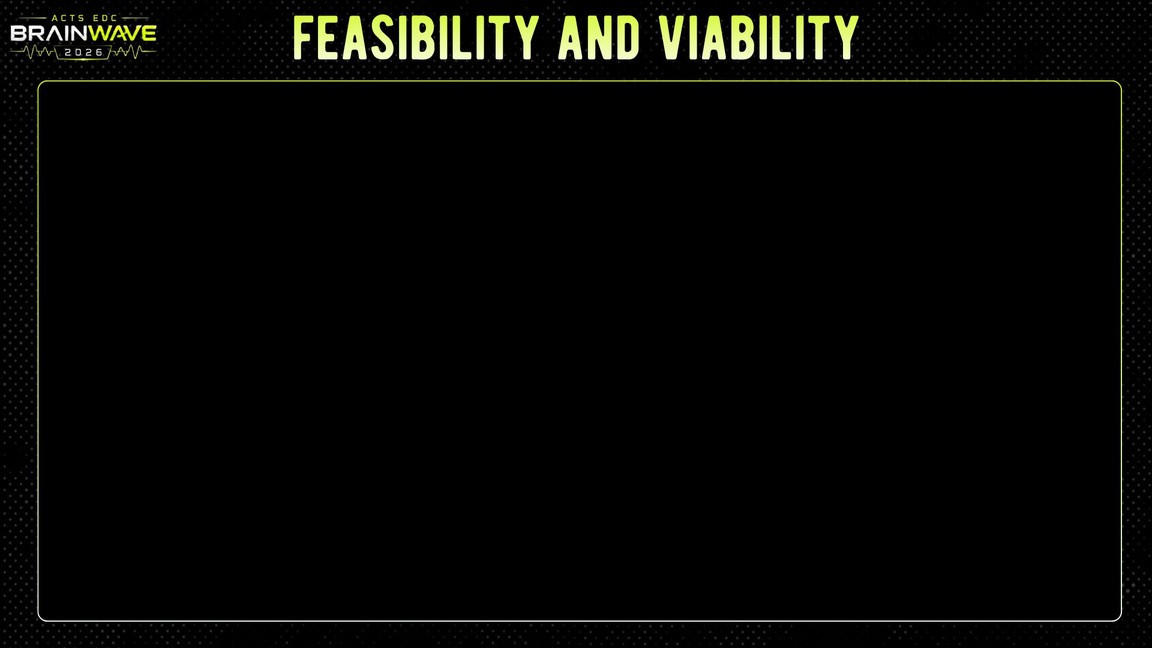 ACTS EDC
BRAINWAVE
2026
FEASIBILITY AND VIABILITY